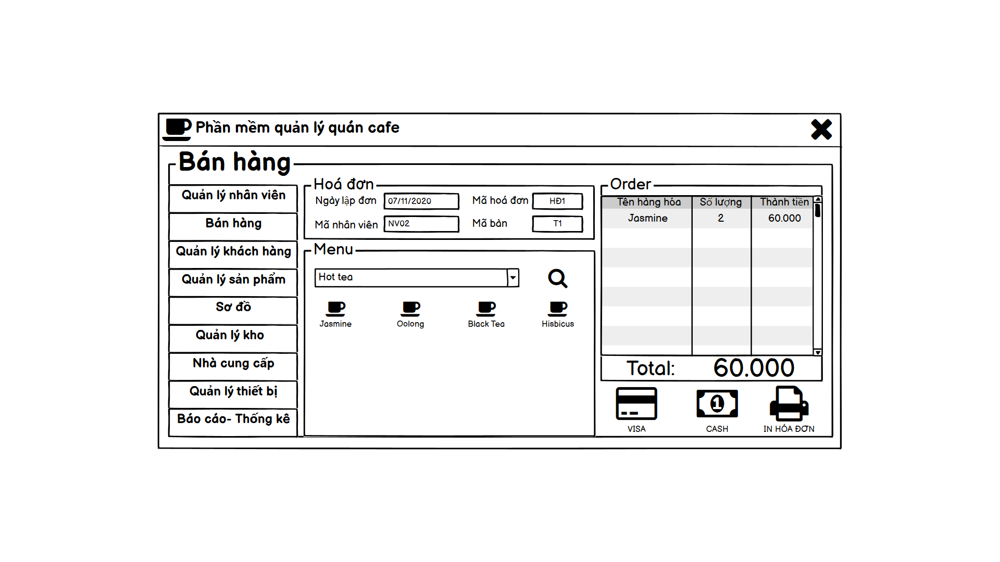 Phần mềm quản lý quán cafe
Bán hàng
Quản lý nhân viên
Bán hàng
Quản lý khách hàng
Quản lý sản phẩm
Sơ đồ
Quản lý kho
Nhà cung cấp
Quản lý thiết bị
Báo cáo- Thống kê
Hoá đơn
Ngày lập đơn 07/11/2020 Mã hoá đơn HĐ1
Mã nhân viên NV02 Mã bàn T1
Menu
Hot tea
Jasmine Oolong Black Tea Hisbicus
Order
Tên hàng hóa Số lượng Thành tiền
Jasmine 2 60.000
Total: 60.000
1
VISA CASH IN HÓA ĐƠN